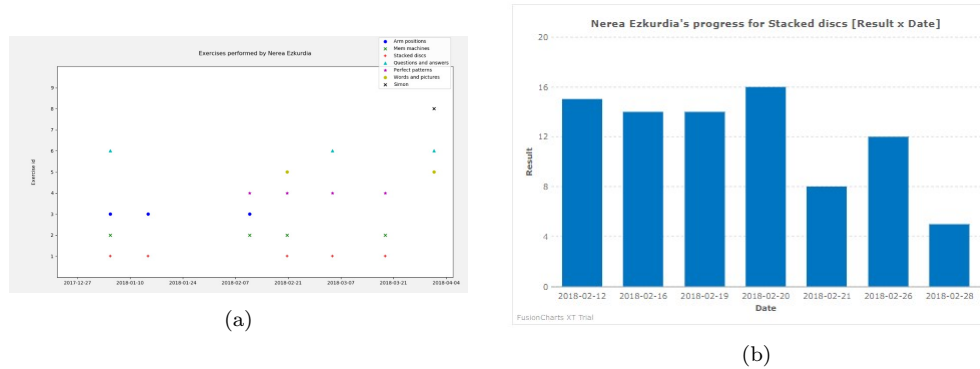 Exercises performed by Nerea Ezkurdia
Arm positions
Mem machines
Stacked discs
Questions and answers
Perfect patterns
Words and pictures
Simon
Exercise id
9
8
7
6
5
4
3
2
1
2017-12-27 2018-01-10 2018-01-24 2018-02-07 2018-02-21 2018-03-07 2018-03-21 2018-04-04
(a)
Nerea Ezkurdia's progress for Stacked discs [Result x Date]
Result
20
16
12
8
4
0
2018-02-12 2018-02-16 2018-02-19 2018-02-20 2018-02-21 2018-02-26 2018-02-28
Date
FusionCharts XT Trial
(b)